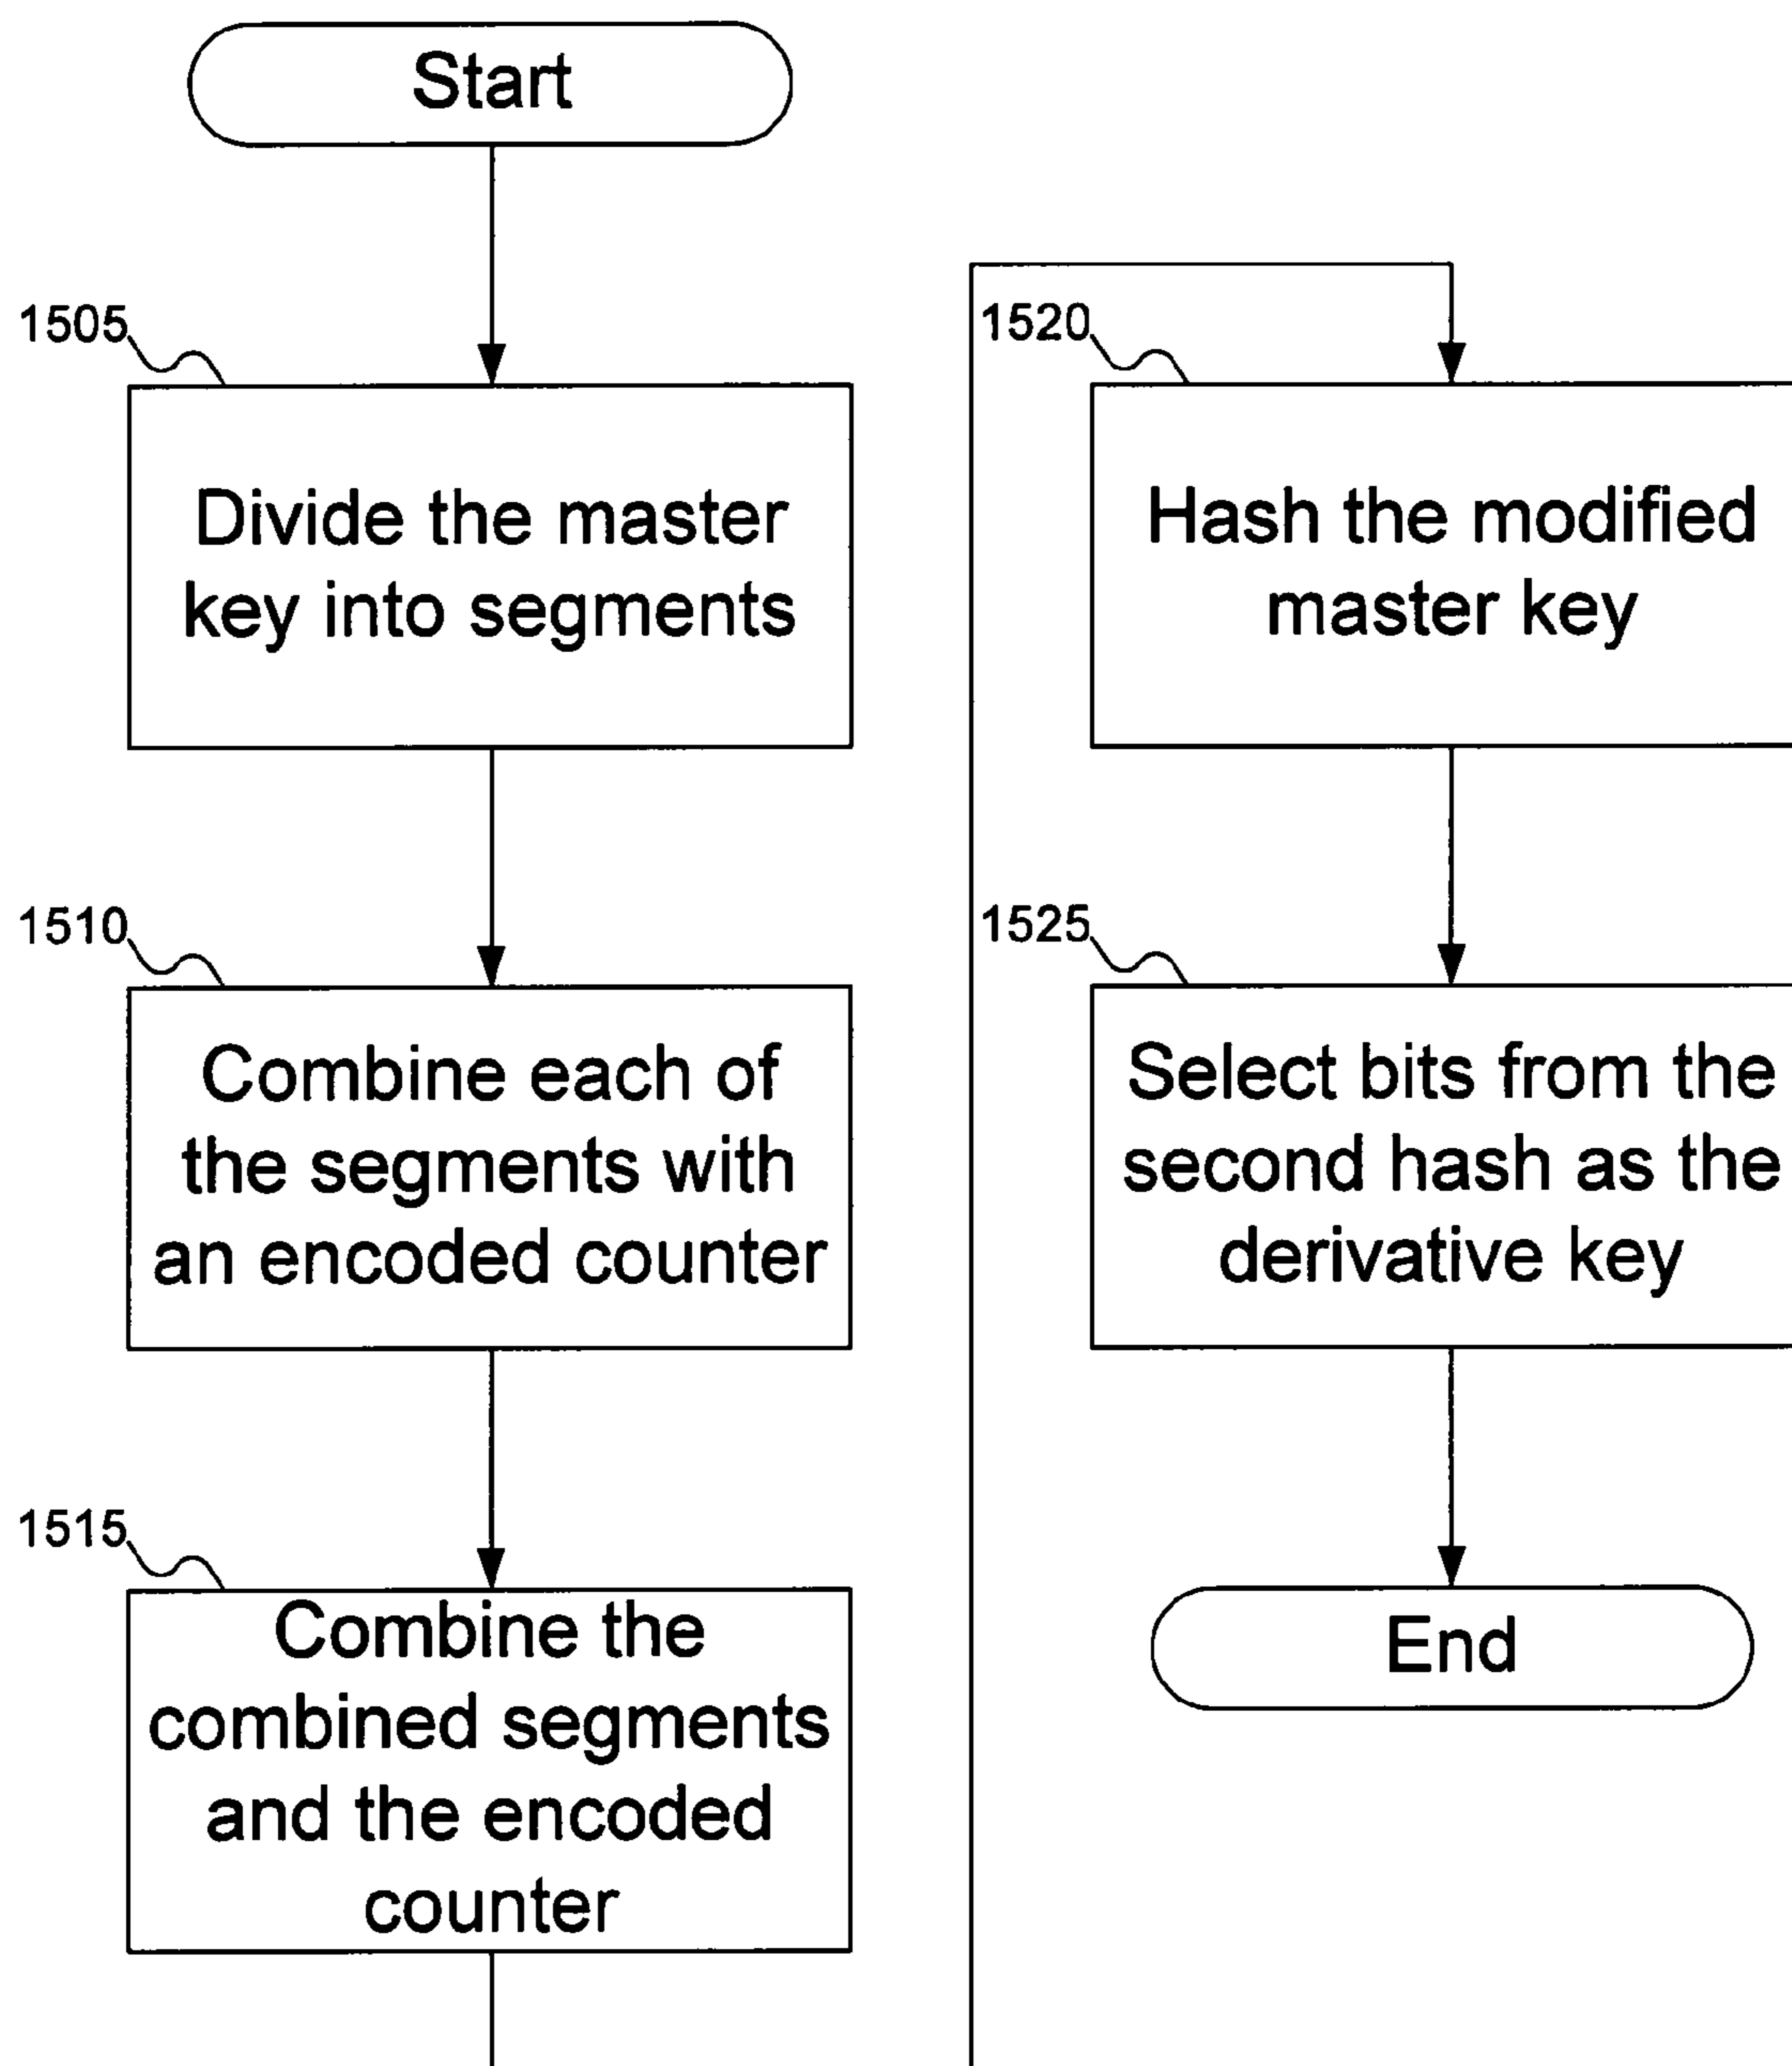 Start
1505
Divide the master
key into segments
1510
Combine each of
the segments with
an encoded counter
1515
Combine the
combined segments
and the encoded
counter
1520
Hash the modified
master key
1525
Select bits from the
second hash as the
derivative key
End